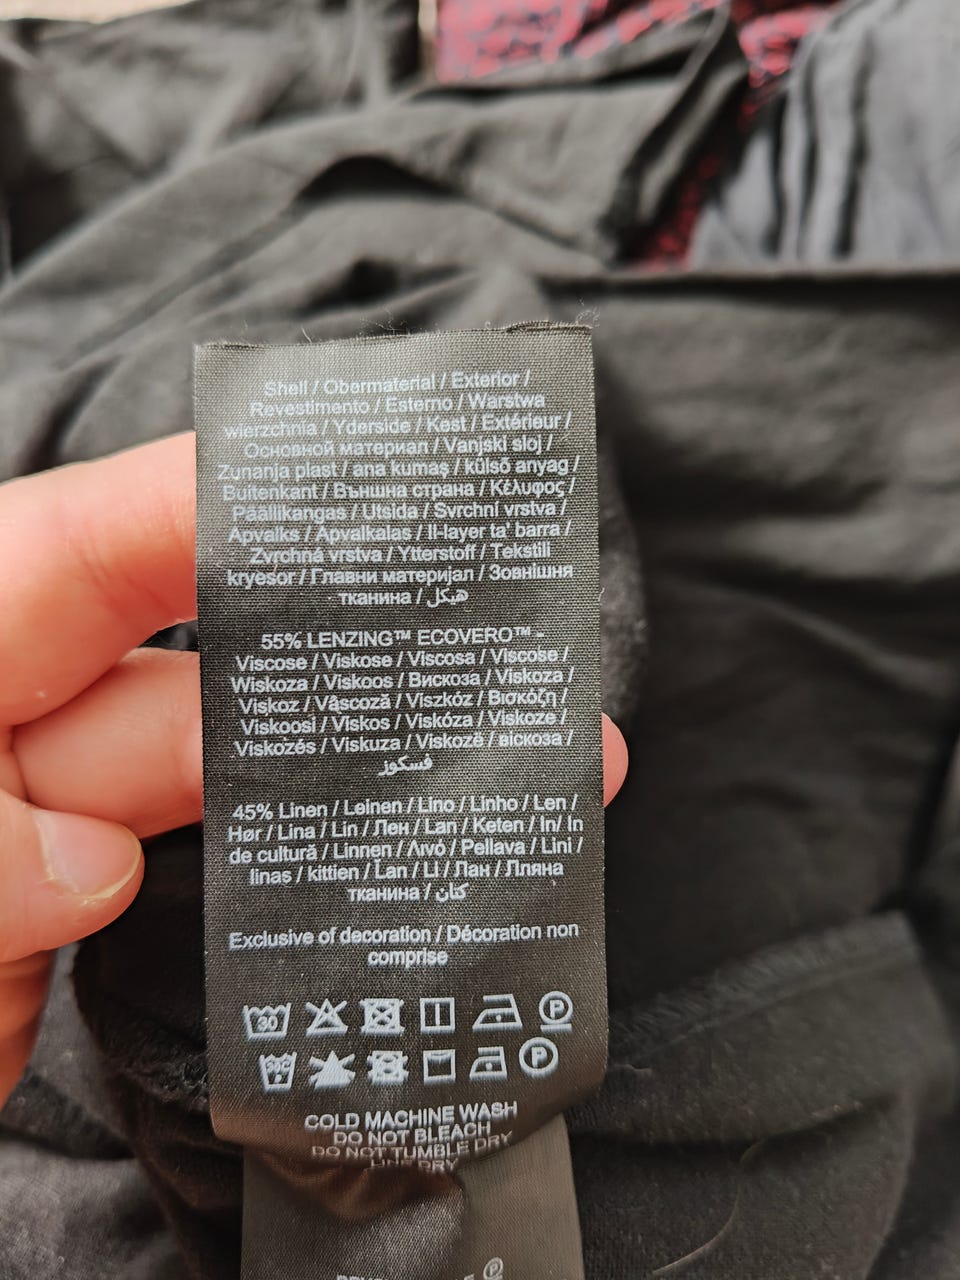 Shell / Obermaterial / Exterior /
Revestimento / Esterno / Warstwa
wierzchnia / Yderside / Kest / Extérieur /
Основной материал / Vanjski sloj /
Zunanja plast / ana kumaş / külső anyag /
Buitenkant / Външна страна / Κέλυφος /
Päällikangas / Utsida / Svrchní vrstva /
Apvalks / Apvalkalas / Il-layer ta' barra /
Zvrchná vrstva / Ytterstoff / Tekstili
kryesor / Главни материјал / Зовнішня
тканина / هيكل
55% LENZING™ ECOVERO™ -
Viscose / Viskose / Viscosa / Viscose /
Wiskoza / Viskoos / Вискоза / Viskoza /
Viskoz / Vâscoză / Viszkóz / Βισκόζη /
Viskoosi / Viskos / Viskóza / Viskoze /
Viskozės / Viskuza / Viskozë / віскоза /
فسكوز
45% Linen / Leinen / Lino / Linho / Len /
Hør / Lina / Lin / Лен / Lan / Keten / In/ In
de cultură / Linnen / Λινό / Pellava / Lini /
linas / kittien / Lan / Li / Лан / Лляна
тканина / كتان
Exclusive of decoration / Décoration non
comprise
30 P
30C P
COLD MACHINE WASH
DO NOT BLEACH
DO NOT TUMBLE DRY
LINE DRY
P